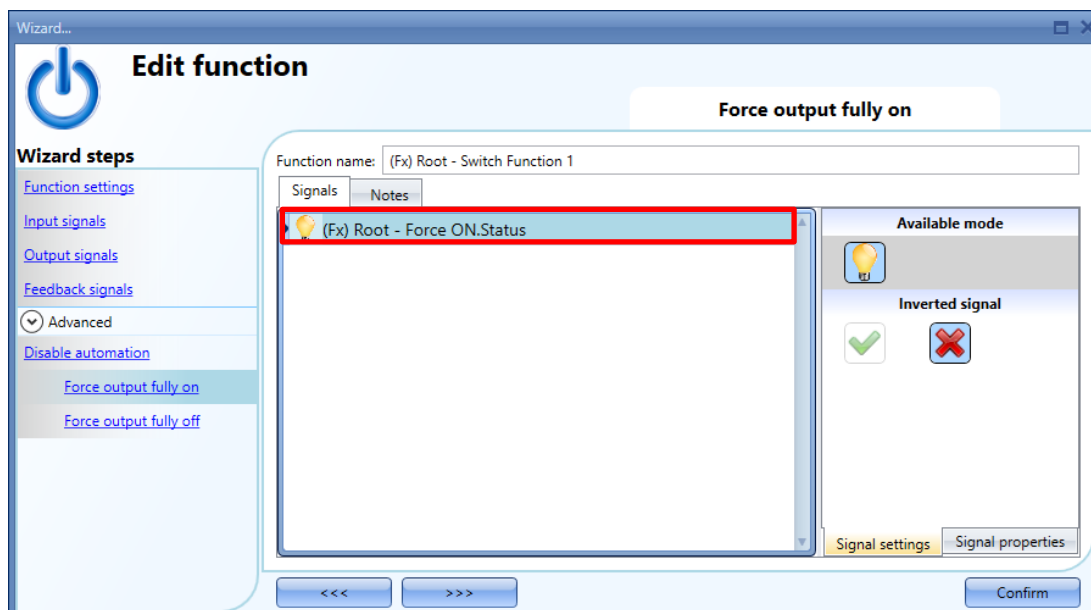 Wizard...
Edit function
Force output fully on
Wizard steps
Function settings
Input signals
Output signals
Feedback signals
Advanced
Disable automation
Force output fully on
Force output fully off
Function name: (Fx) Root - Switch Function 1
Signals Notes
(Fx) Root - Force ON.Status
Available mode
Inverted signal
Signal settings Signal properties
<<< >>> Confirm